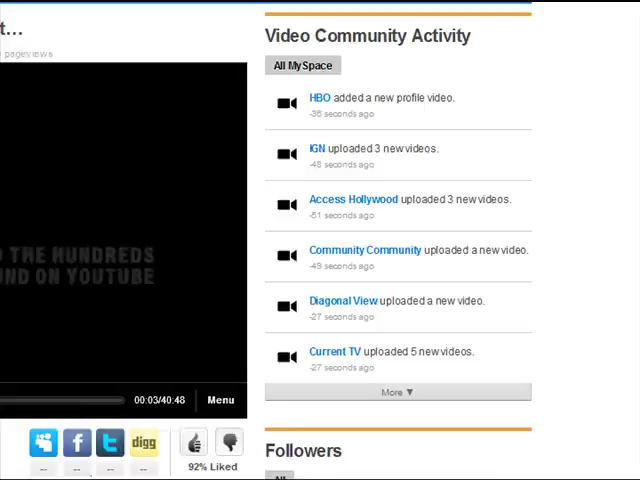 t...
pageviews
THE HUNDREDS
UND ON YOUTUBE
00:03/40:48 Menu
digg
-- -- -- --
92% Liked
Video Community Activity
All MySpace
HBO added a new profile video.
-36 seconds ago
IGN uploaded 3 new videos.
-48 seconds ago
Access Hollywood uploaded 3 new videos.
-51 seconds ago
Community Community uploaded a new video.
-49 seconds ago
Diagonal View uploaded a new video.
-27 seconds ago
Current TV uploaded 5 new videos.
-27 seconds ago
More ▼
Followers
All